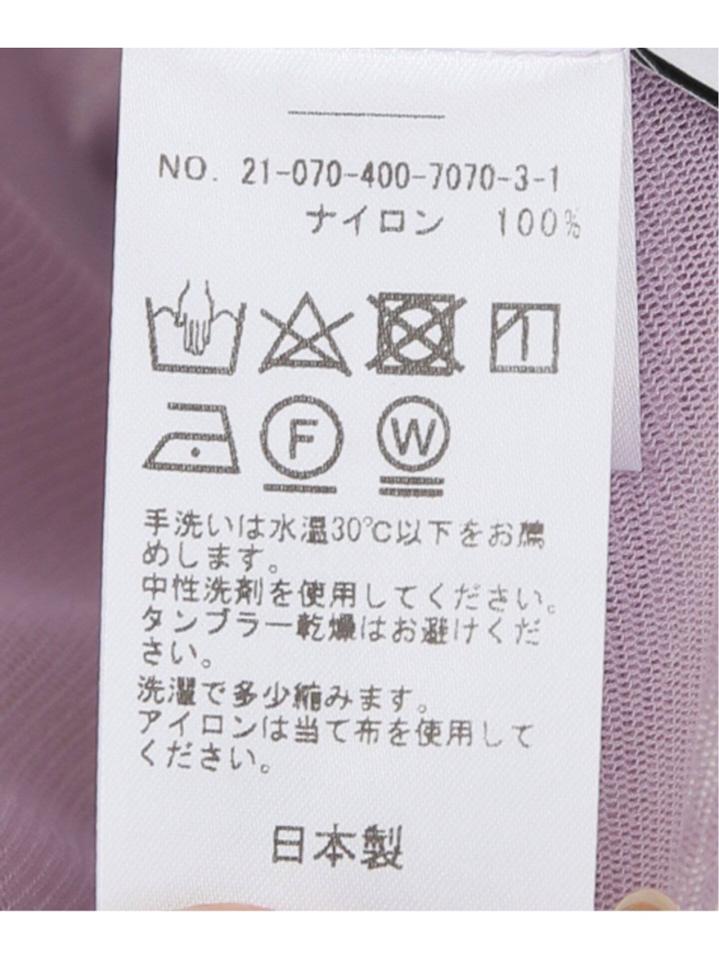 NO. 21-070-400-7070-3-1
ナイロン 100%
F
W
手洗いは水温30℃以下をお薦
めします。
中性洗剤を使用してください。
タンブラー乾燥はお避けくだ
さい。
洗濯で多少縮みます。
アイロンは当て布を使用して
ください。
日本製